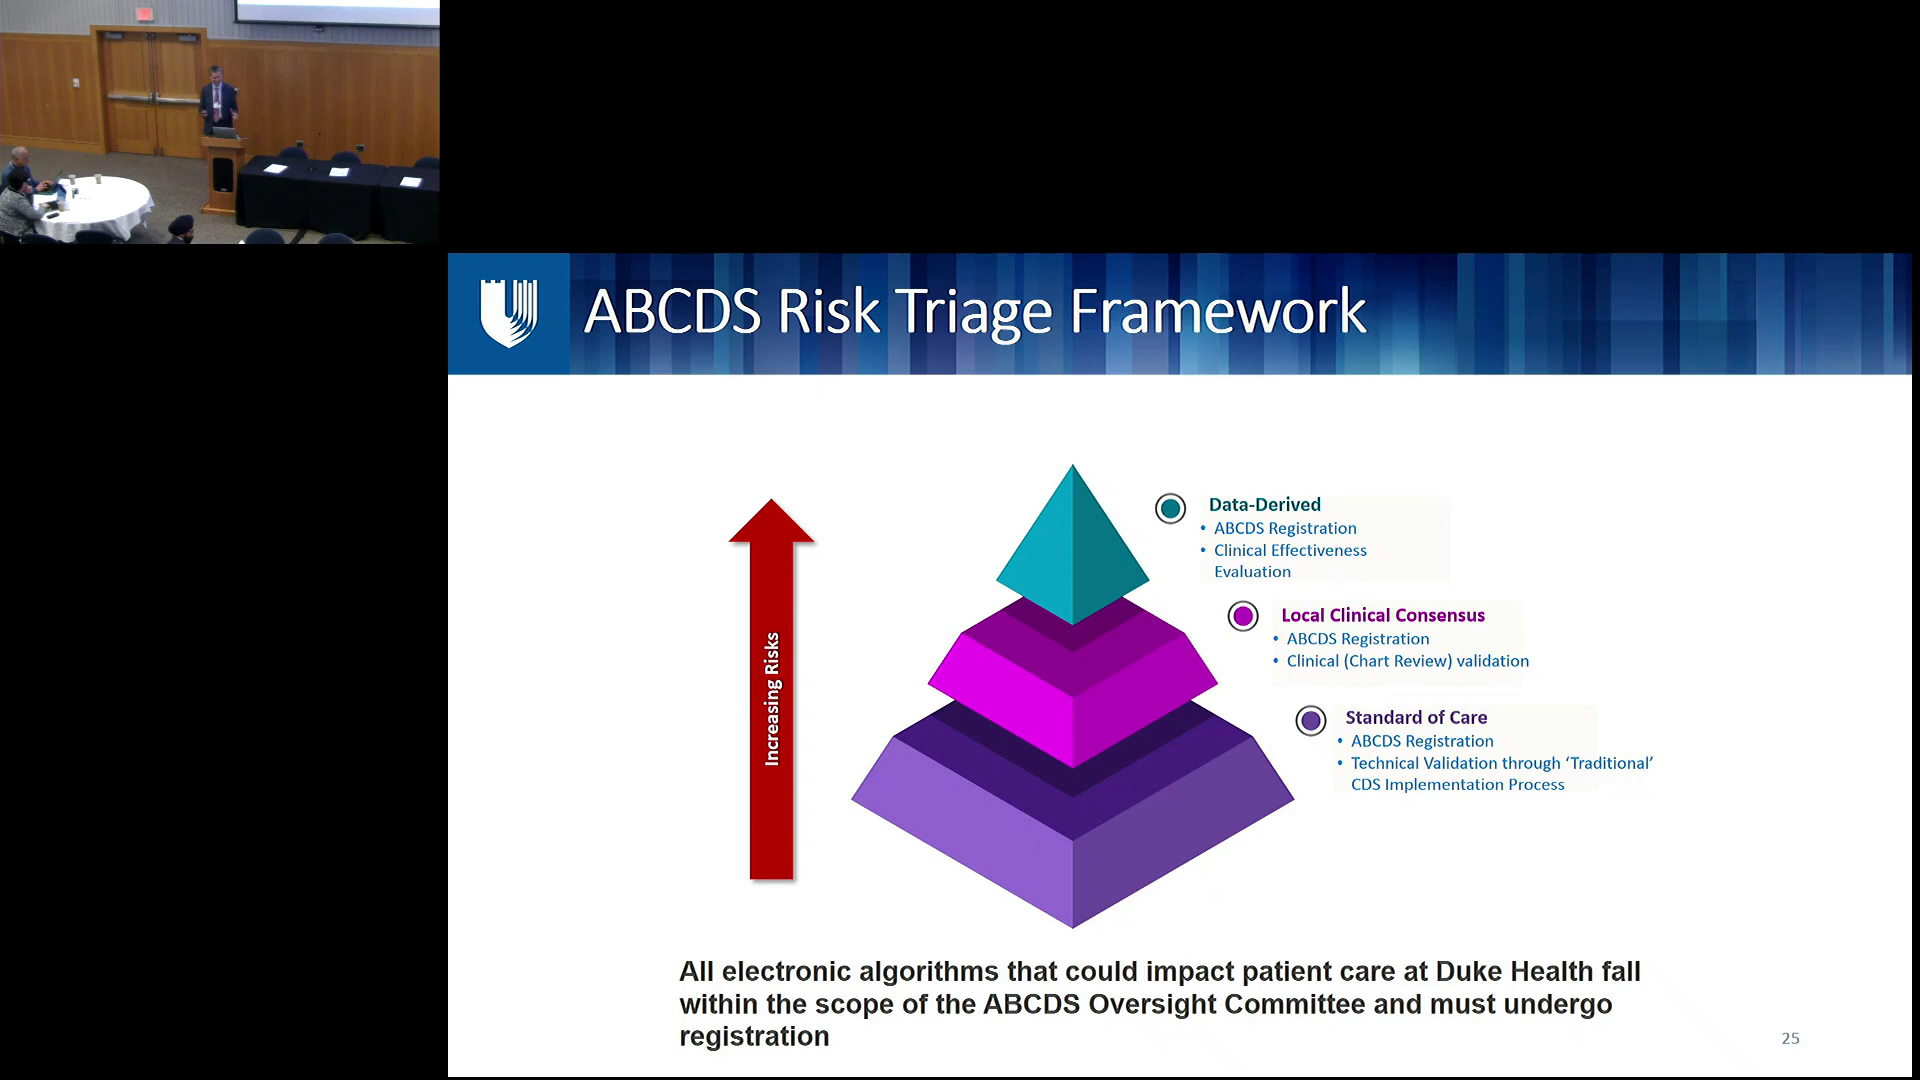 ABCDS Risk Triage Framework
Increasing Risks
Data-Derived
• ABCDS Registration
• Clinical Effectiveness
Evaluation
Local Clinical Consensus
• ABCDS Registration
• Clinical (Chart Review) validation
Standard of Care
• ABCDS Registration
• Technical Validation through ‘Traditional’
CDS Implementation Process
All electronic algorithms that could impact patient care at Duke Health fall
within the scope of the ABCDS Oversight Committee and must undergo
registration
25